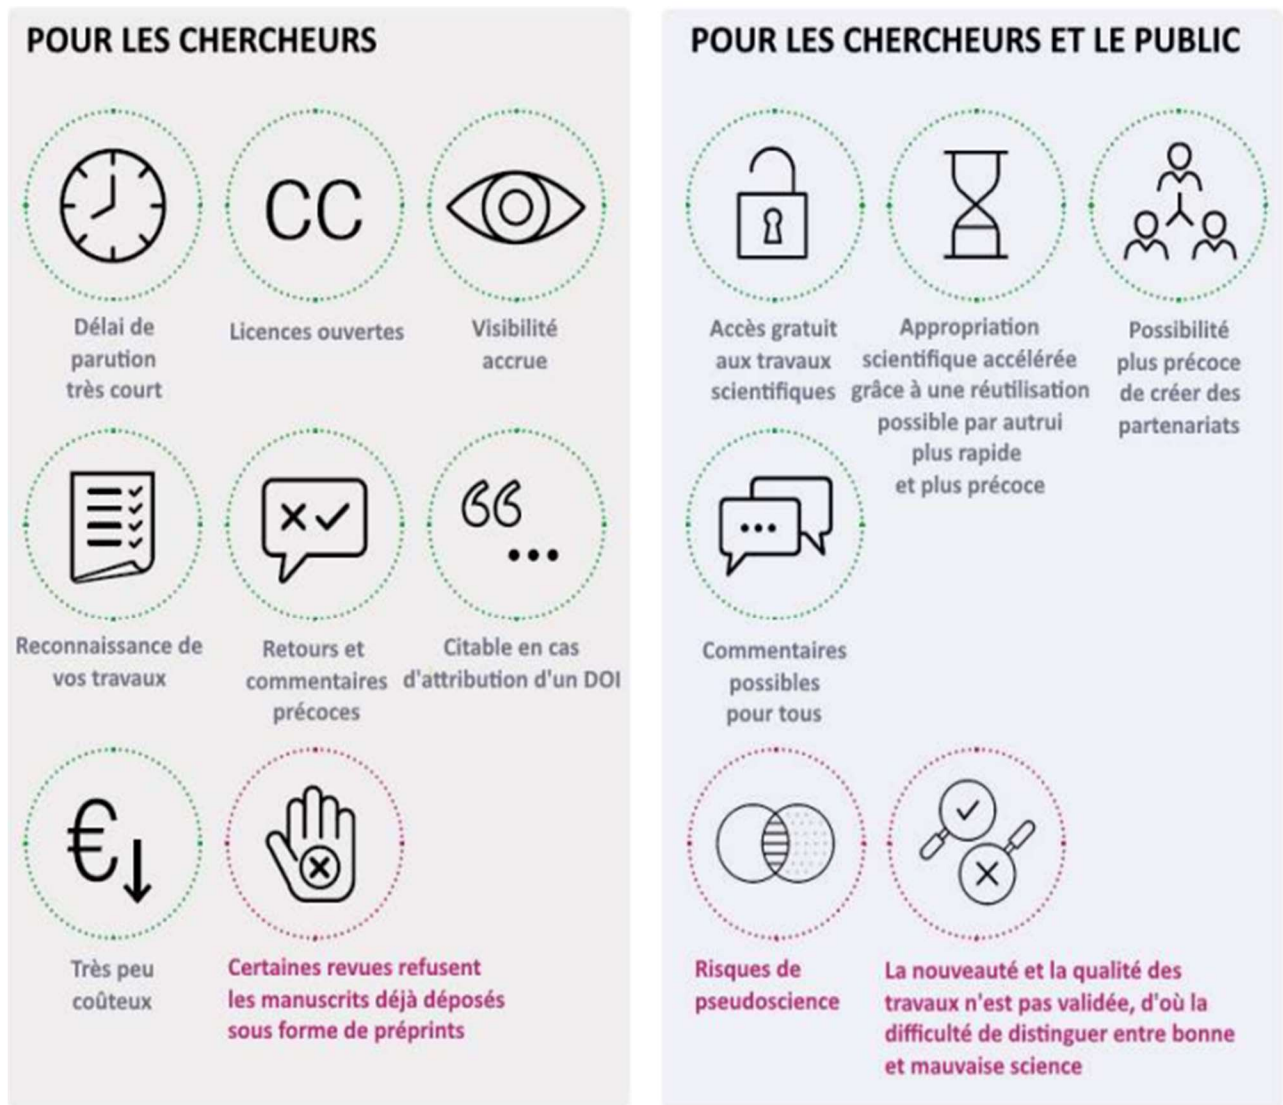 POUR LES CHERCHEURS
CC
Délai de
parution
très court
Licences ouvertes
Visibilité
accrue
Reconnaissance de
vos travaux
Retours et
commentaires
précoces
Citable en cas
d'attribution d'un DOI
€
Très peu
coûteux
Certaines revues refusent
les manuscrits déjà déposés
sous forme de préprints
POUR LES CHERCHEURS ET LE PUBLIC
Accès gratuit
aux travaux
scientifiques
Appropriation
scientifique accélérée
grâce à une réutilisation
possible par autrui
plus rapide
et plus précoce
Possibilité
plus précoce
de créer des
partenariats
Commentaires
possibles
pour tous
Risques de
pseudoscience
La nouveauté et la qualité des
travaux n'est pas validée, d'où la
difficulté de distinguer entre bonne
et mauvaise science